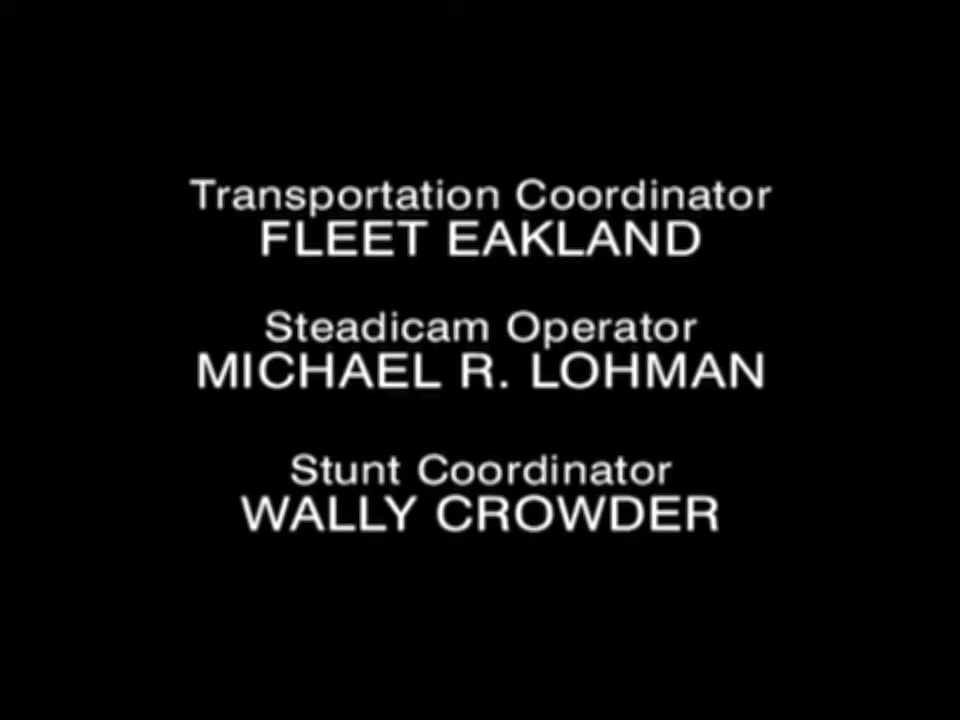 Transportation Coordinator
FLEET EAKLAND
Steadicam Operator
MICHAEL R. LOHMAN
Stunt Coordinator
WALLY CROWDER